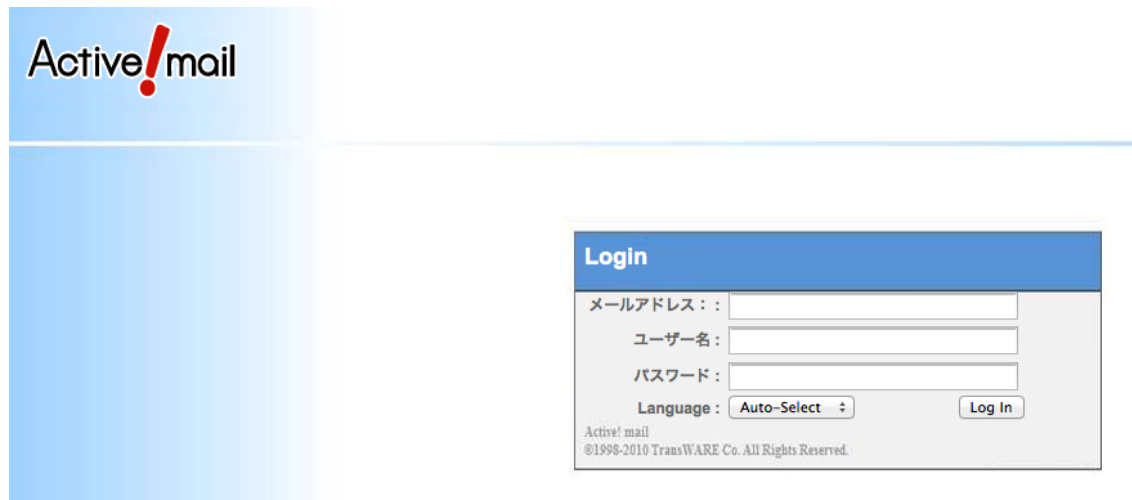 Active!mail
Login
メールアドレス：:
ユーザー名：
パスワード：
Language : Auto-Select Log In
Active! mail
©1998-2010 TransWARE Co. All Rights Reserved.